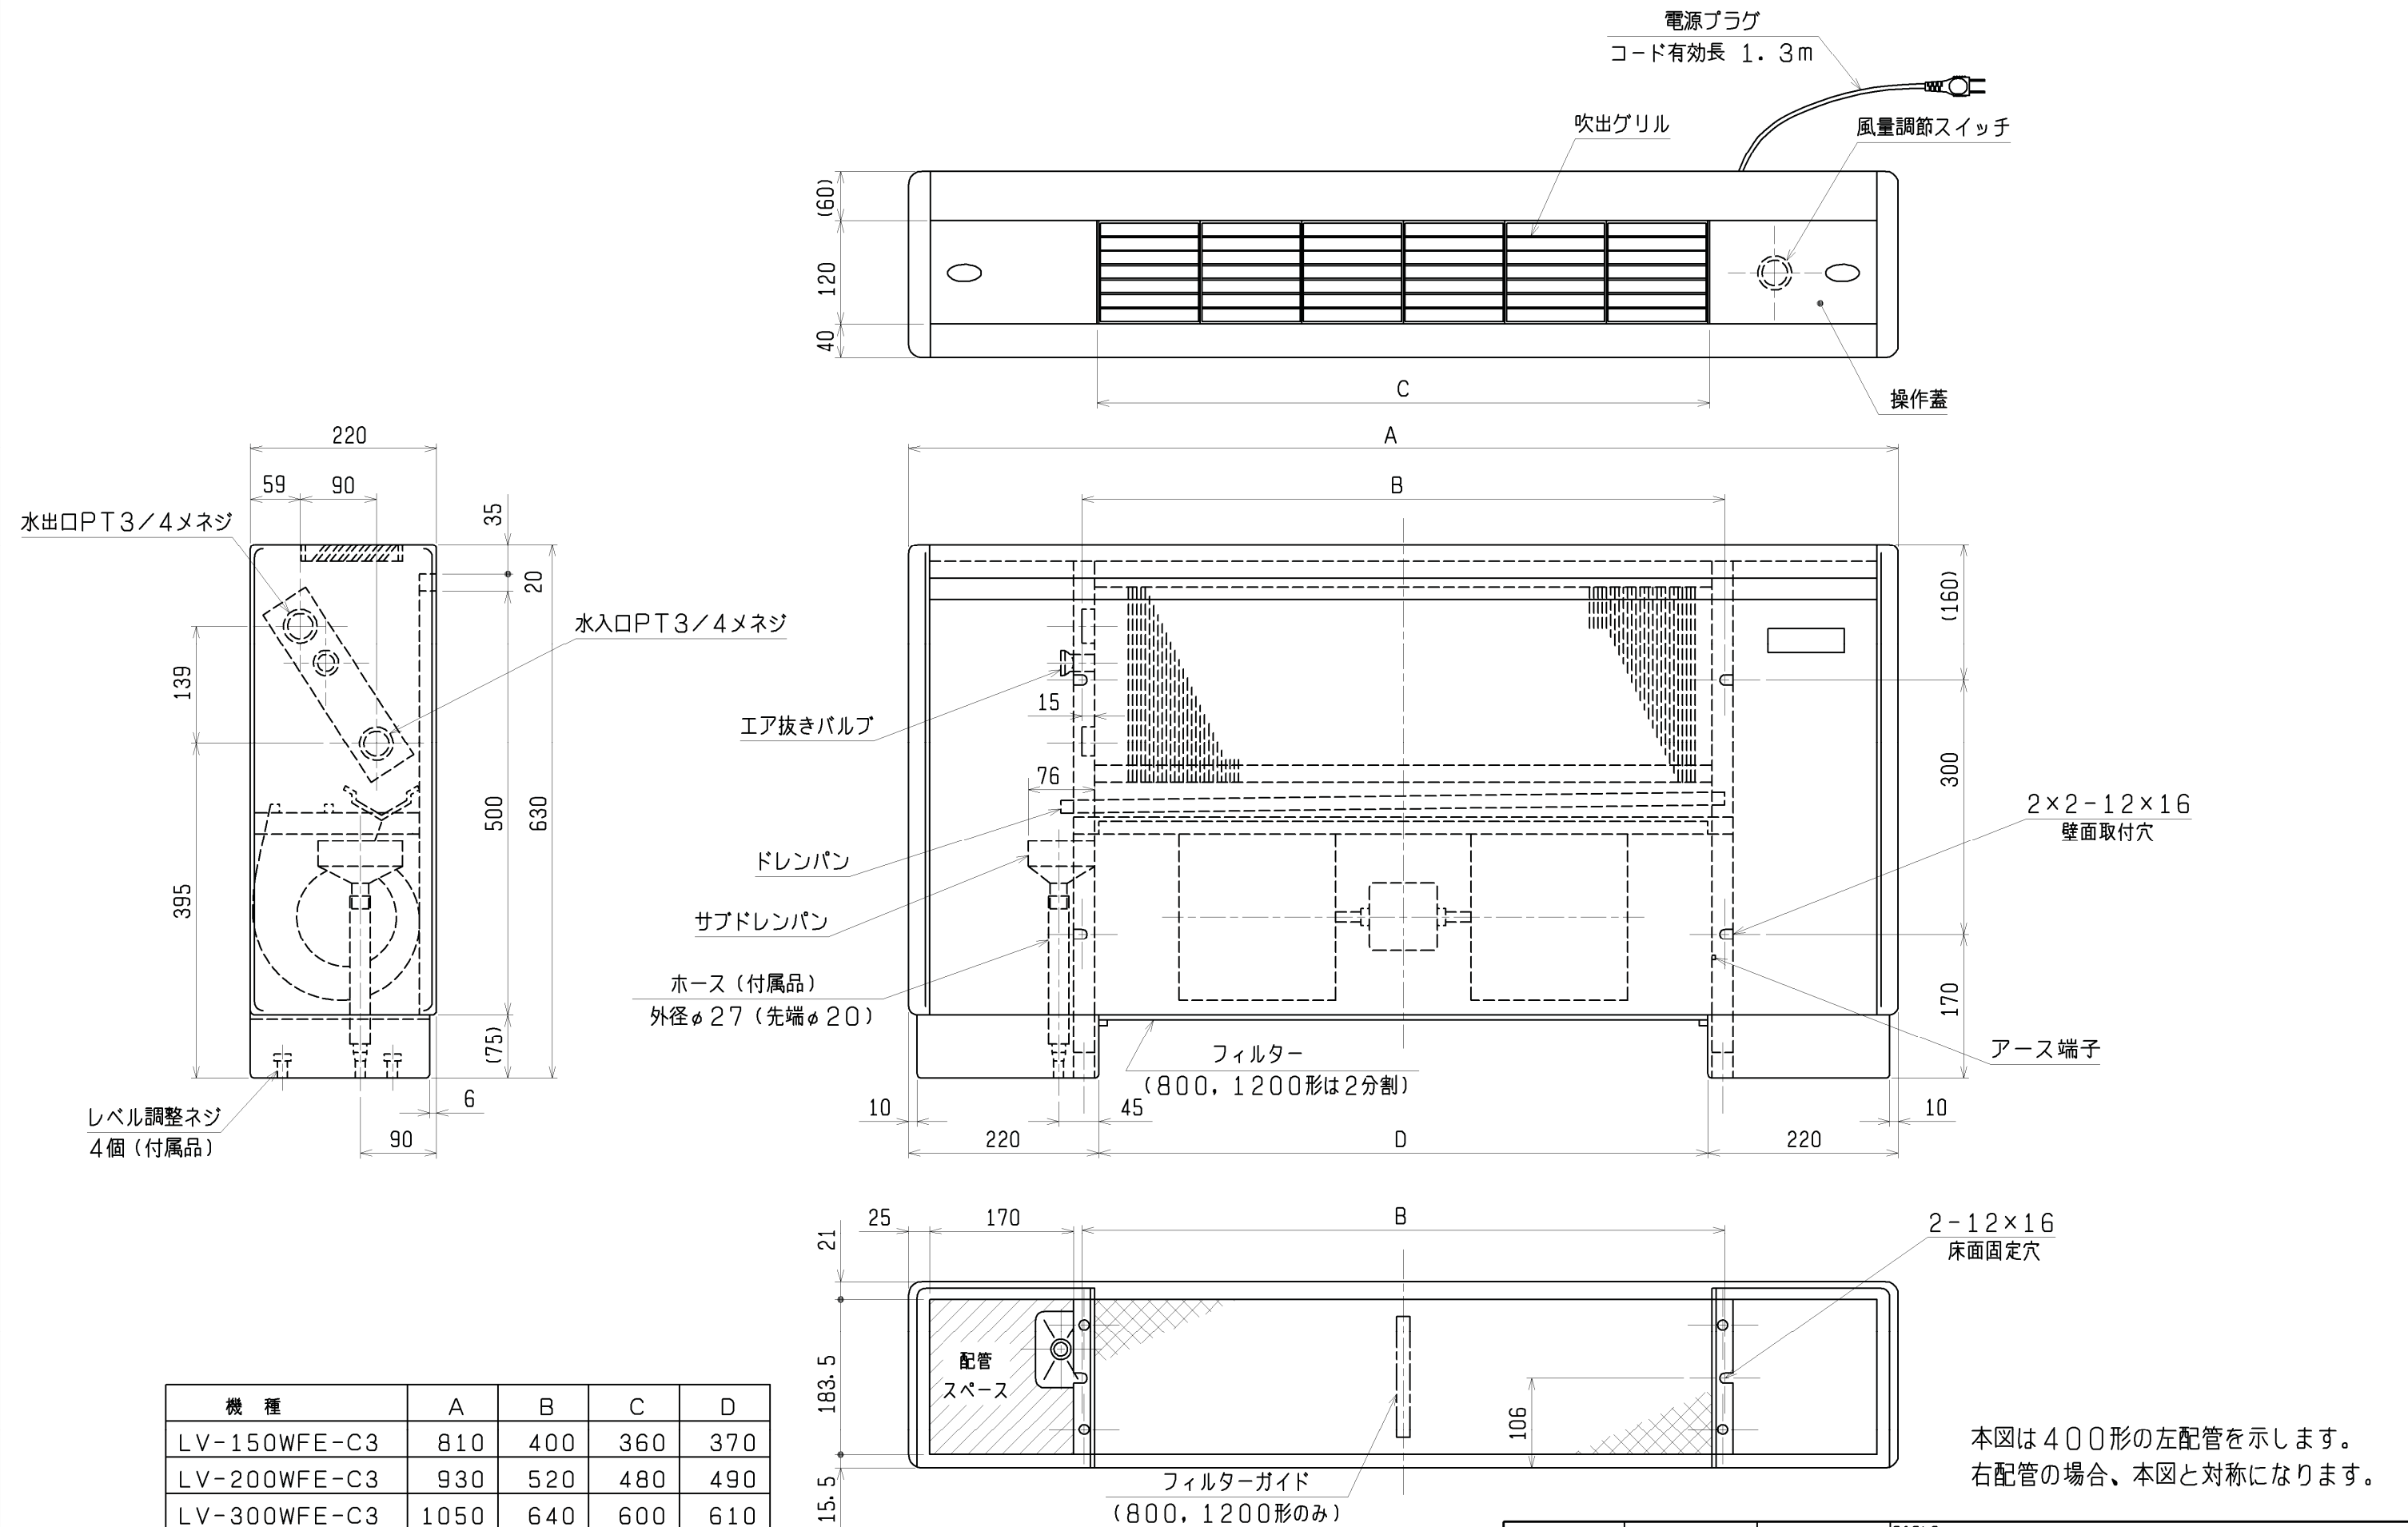 電源プラグ
コード有効長 1.3m
吹出グリル
風量調節スイッチ
(60)
120
40
C
操作蓋
A
B
220
59
90
水出口PT3/4メネジ
35
20
水入口PT3/4メネジ
139
395
500
630
(75)
6
90
レベル調整ネジ
4個(付属品)
エア抜きバルブ
15
76
ドレンパン
サブドレンパン
ホース(付属品)
外径φ27(先端φ20)
(160)
300
170
2×2-12×16
壁面取付穴
アース端子
フィルター
(800,1200形は2分割)
10
45
10
220
D
220
25
170
B
21
183.5
15.5
配管
スペース
106
2-12×16
床面固定穴
フィルターガイド
(800,1200形のみ)
機 種 A B C D
LV-150WFE-C3 810 400 360 370
LV-200WFE-C3 930 520 480 490
LV-300WFE-C3 1050 640 600 610
本図は400形の左配管を示します。
右配管の場合、本図と対称になります。